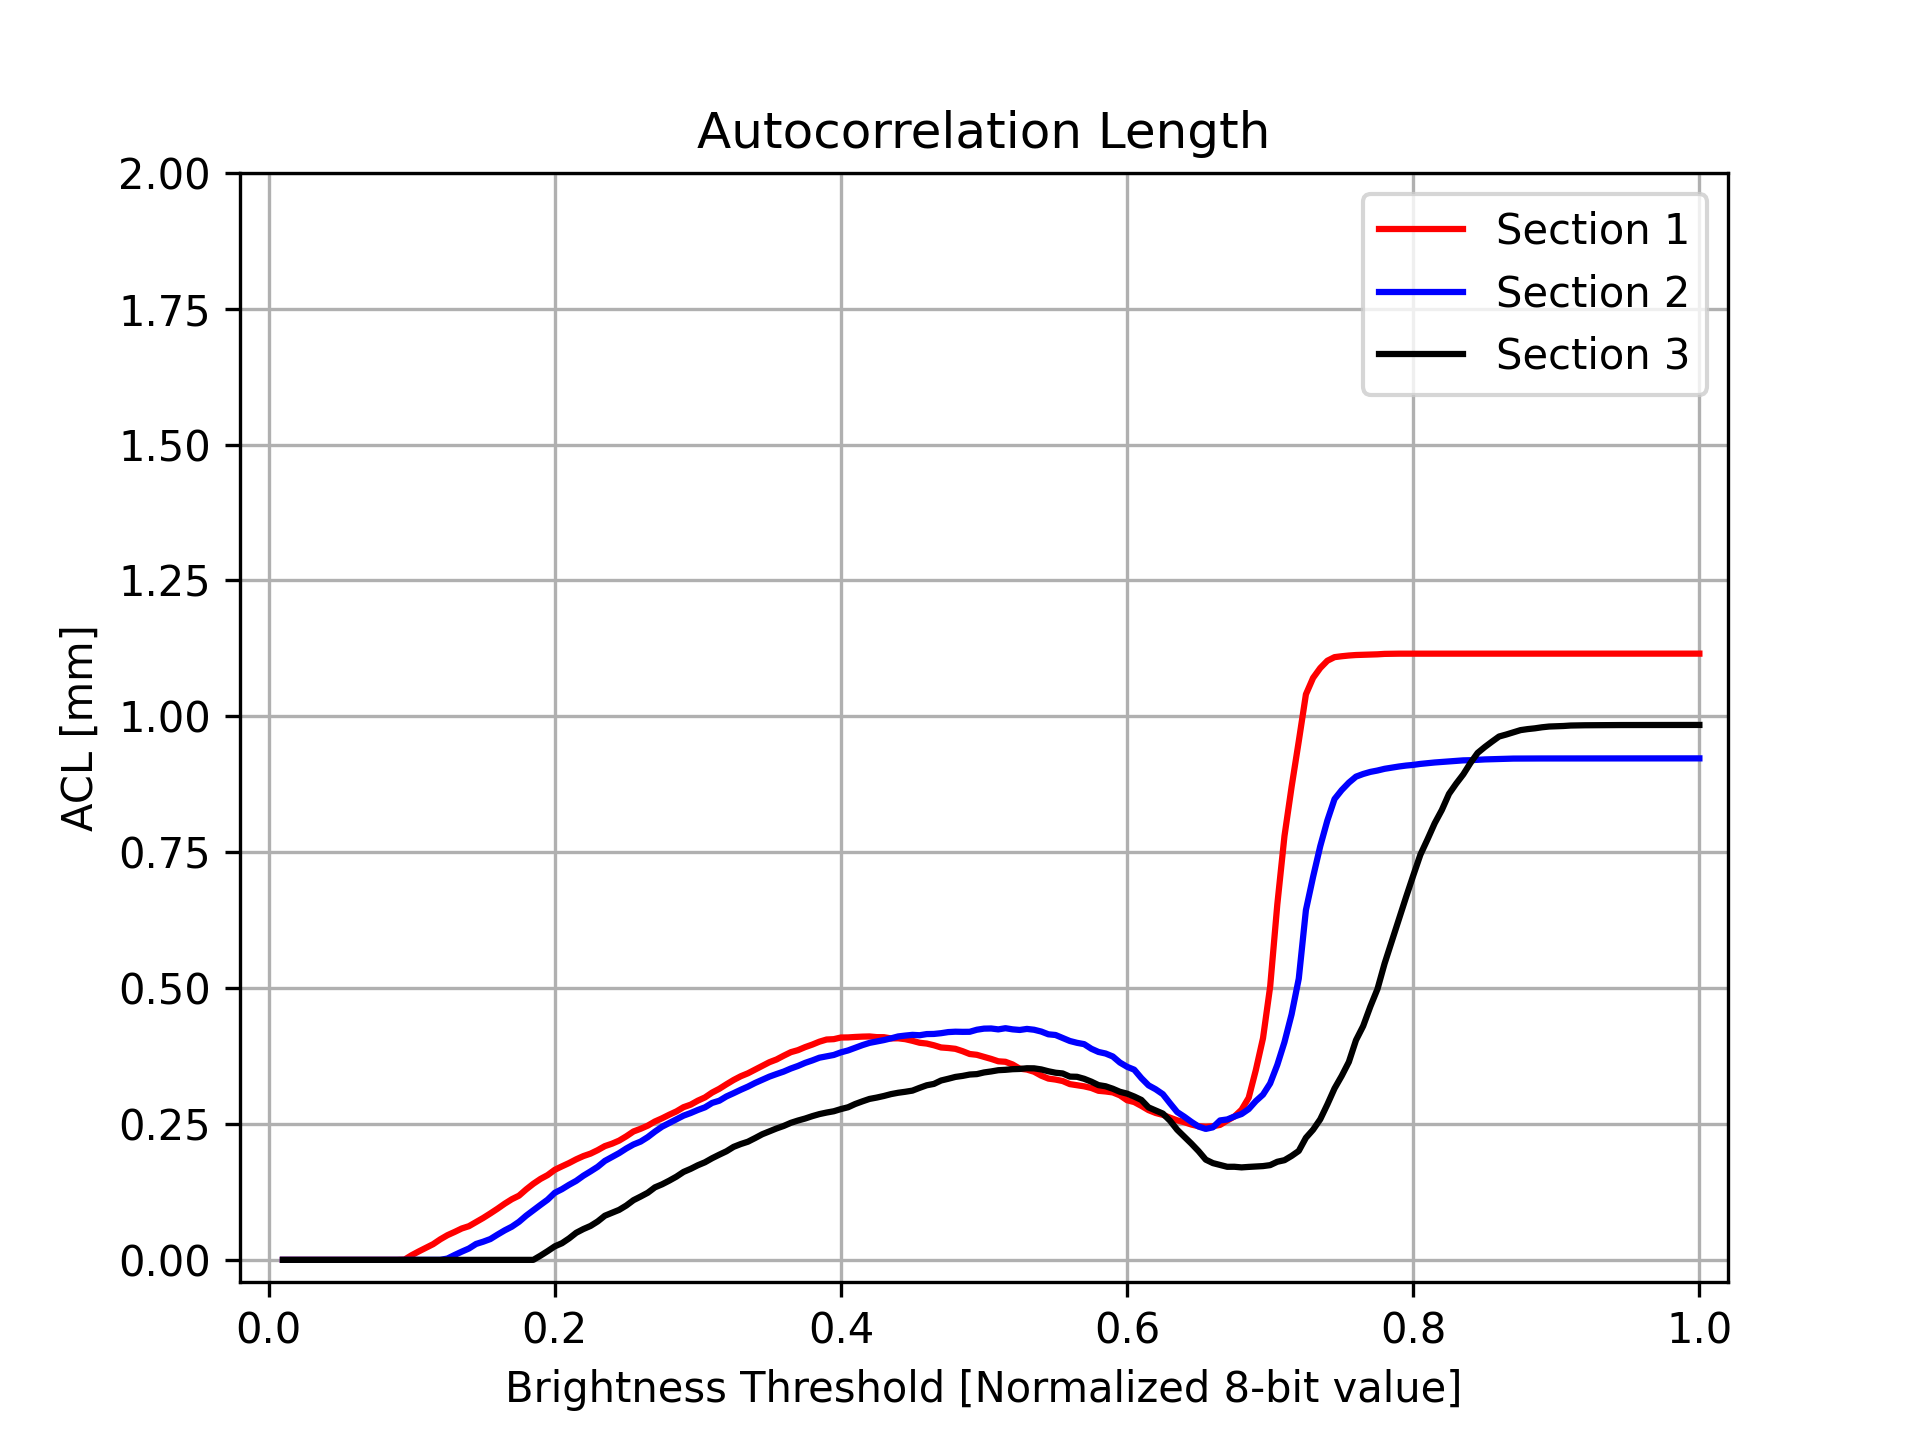 Autocorrelation Length
2.00
1.75
1.50
1.25
1.00
0.75
0.50
0.25
0.00
ACL [mm]
Section 1
Section 2
Section 3
0.0 0.2 0.4 0.6 0.8 1.0
Brightness Threshold [Normalized 8-bit value]